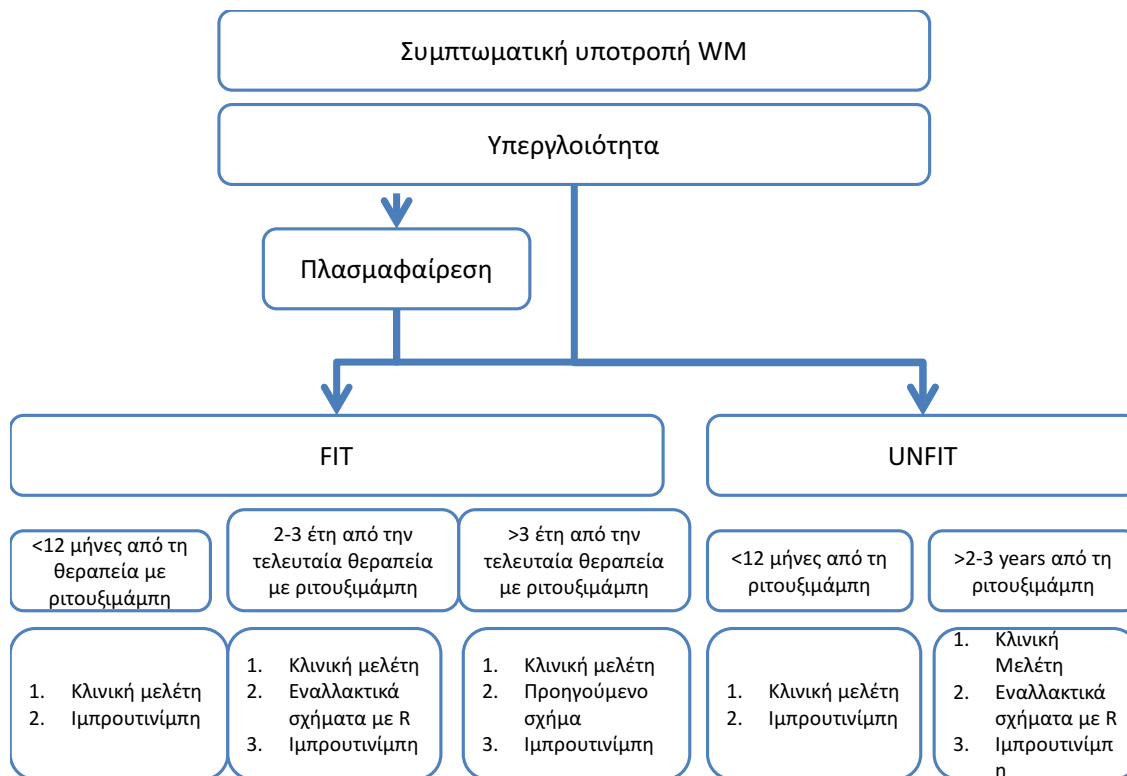 Συμπτωματική υποτροπή WM
Υπεργλοιότητα
Πλασμαφαίρεση
FIT
UNFIT
<12 μήνες από τη
θεραπεία με
ριτουξιμάμπη
2-3 έτη από την
τελευταία θεραπεία
με ριτουξιμάμπη
>3 έτη από την
τελευταία θεραπεία
με ριτουξιμάμπη
<12 μήνες από τη
ριτουξιμάμπη
>2-3 years από τη
ριτουξιμάμπη
1. Κλινική μελέτη
2. Ιμπρουτινίμπη
1. Κλινική μελέτη
2. Εναλλακτικά
σχήματα με R
3. Ιμπρουτινίμπη
1. Κλινική μελέτη
2. Προηγούμενο
σχήμα
3. Ιμπρουτινίμπη
1. Κλινική μελέτη
2. Ιμπρουτινίμπη
1. Κλινική
Μελέτη
2. Εναλλακτικά
σχήματα με R
3. Ιμπρουτινίμπ
η